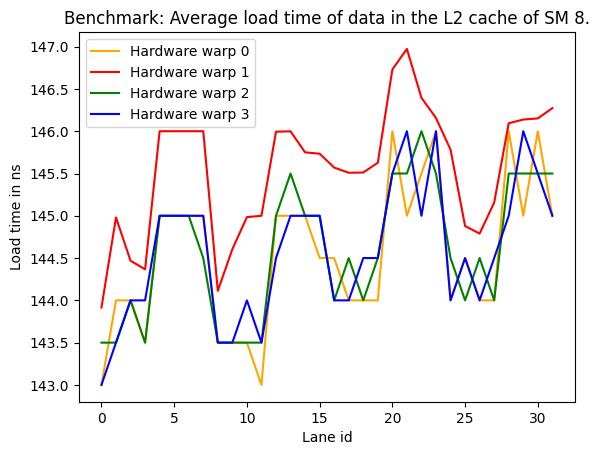 Benchmark: Average load time of data in the L2 cache of SM 8.
Hardware warp 0
Hardware warp 1
Hardware warp 2
Hardware warp 3
Load time in ns
147.0
146.5
146.0
145.5
145.0
144.5
144.0
143.5
143.0
0 5 10 15 20 25 30
Lane id